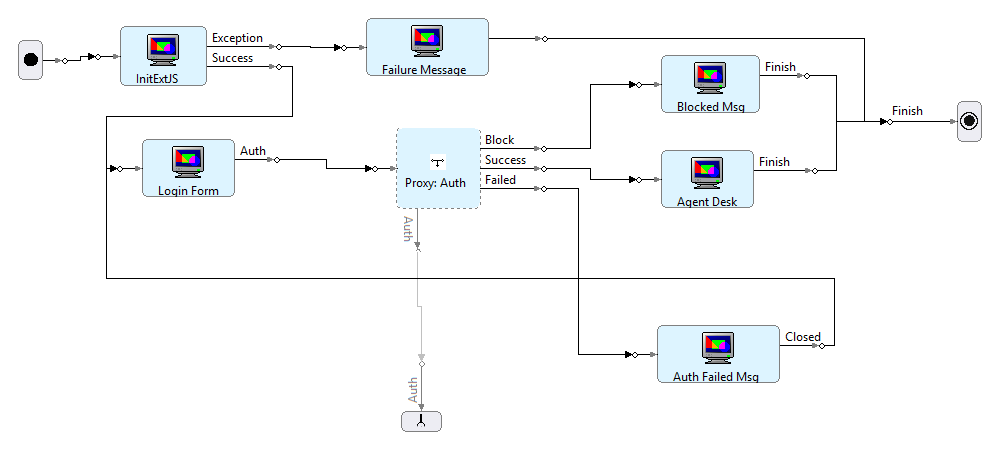 Exception
Success
InitExtJS
Failure Message
Finish
Blocked Msg
Finish
Auth
Login Form
Block
Success
Failed
Proxy: Auth
Finish
Agent Desk
Auth
Closed
Auth Failed Msg
Auth